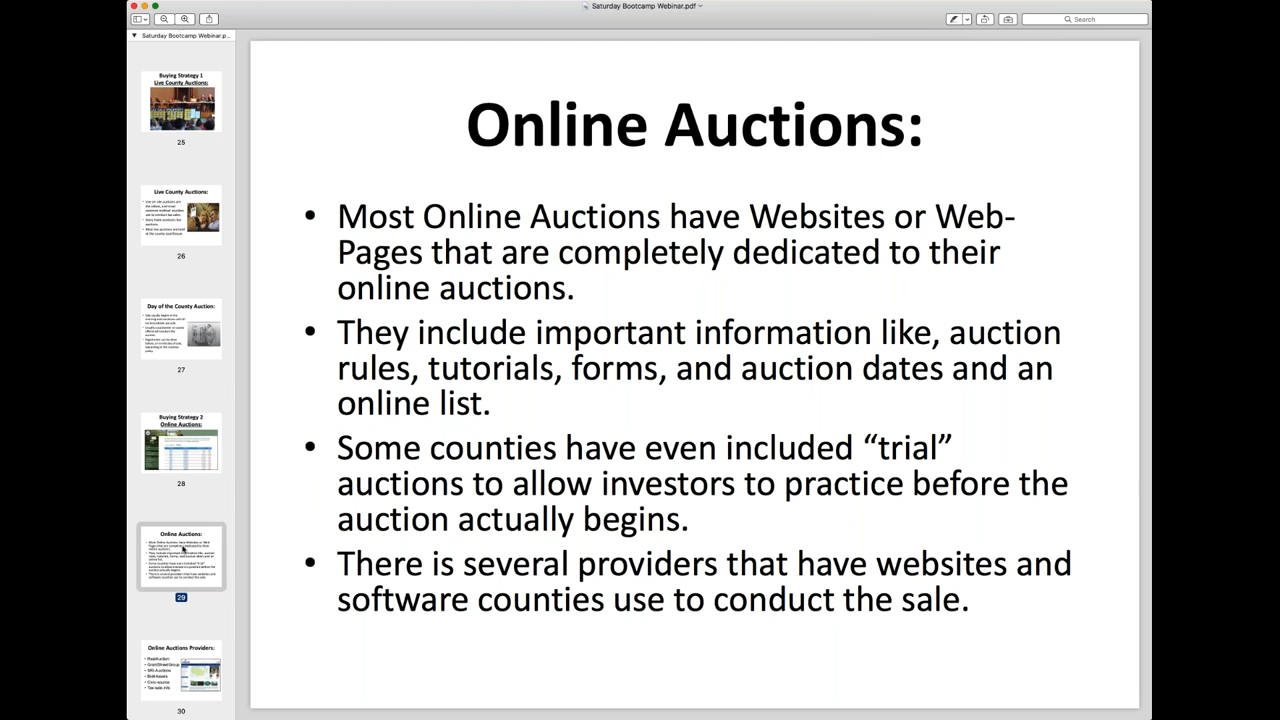 Saturday Bootcamp Webinar.pdf
Search
Saturday Bootcamp Webinar.p...
Buying Strategy 1
Live County Auctions:
25
Live County Auctions:
26
Day of the County Auction:
27
Buying Strategy 2
Online Auctions:
28
Online Auctions:
29
Online Auctions Providers:
30
Online Auctions:
• Most Online Auctions have Websites or Web-
Pages that are completely dedicated to their
online auctions.
• They include important information like, auction
rules, tutorials, forms, and auction dates and an
online list.
• Some counties have even included “trial”
auctions to allow investors to practice before the
auction actually begins.
• There is several providers that have websites and
software counties use to conduct the sale.